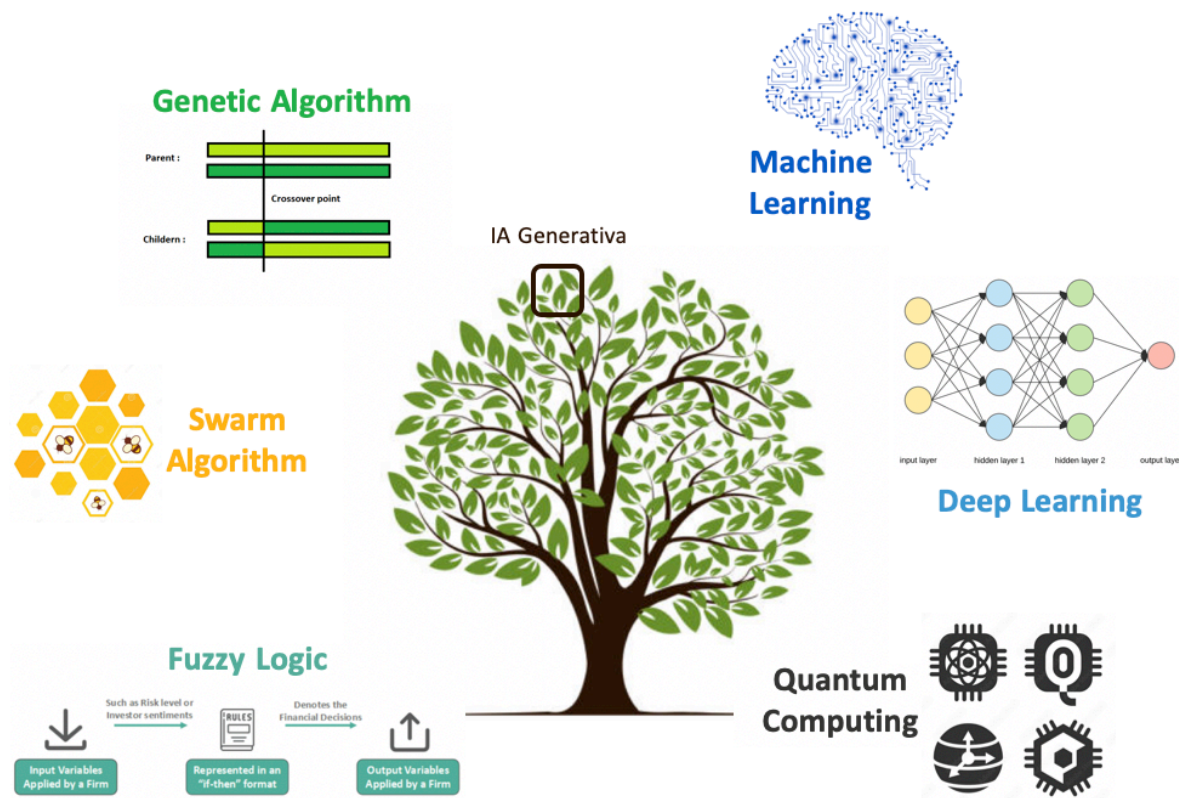 Genetic Algorithm
Parent :
Crossover point
Childern :
Machine
Learning
IA Generativa
Swarm
Algorithm
input layer
hidden layer 1
hidden layer 2
output laye
Deep Learning
Fuzzy Logic
Such as Risk level or
Investor sentiments
Denotes the
Financial Decisions
RULES
Input Variables
Applied by a Firm
Represented in an
"if-then" format
Output Variables
Applied by a Firm
Quantum
Computing
Q